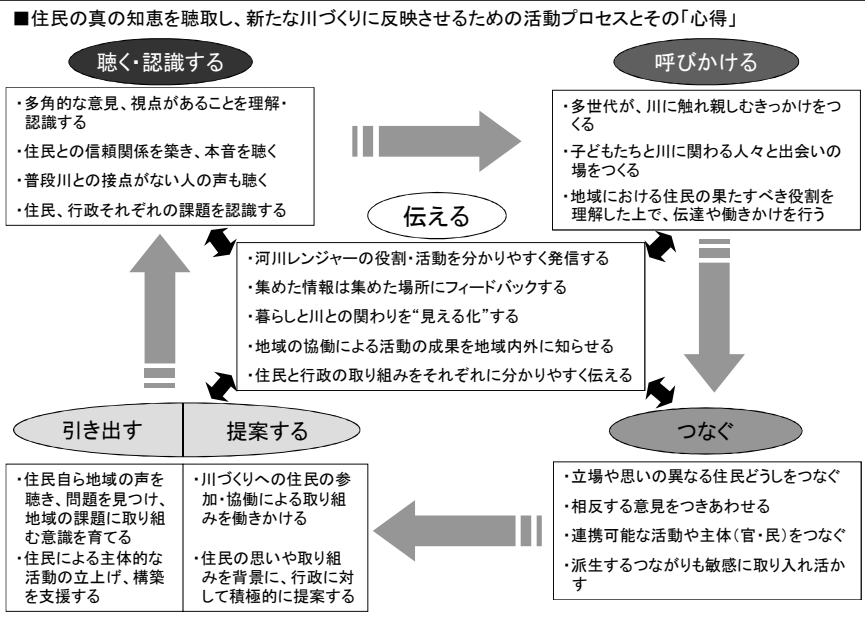 ■住民の真の知恵を聴取し、新たな川づくりに反映させるための活動プロセスとその「心得」
聴く・認識する
・多角的な意見、視点があることを理解・
認識する
・住民との信頼関係を築き、本音を聴く
・普段川との接点がない人の声も聴く
・住民、行政それぞれの課題を認識する
呼びかける
・多世代が、川に触れ親しむきっかけをつ
くる
・子どもたちと川に関わる人々と出会いの
場をつくる
・地域における住民の果たすべき役割を
理解した上で、伝達や働きかけを行う
伝える
・河川レンジャーの役割・活動を分かりやすく発信する
・集めた情報は集めた場所にフィードバックする
・暮らしと川との関わりを“見える化”する
・地域の協働による活動の成果を地域内外に知らせる
・住民と行政の取り組みをそれぞれに分かりやすく伝える
引き出す
・住民自ら地域の声を
聴き、問題を見つけ、
地域の課題に取り組
む意識を育てる
・住民による主体的な
活動の立上げ、構築
を支援する
提案する
・川づくりへの住民の参
加・協働による取り組
みを働きかける
・住民の思いや取り組
みを背景に、行政に対
して積極的に提案する
つなぐ
・立場や思いの異なる住民どうしをつなぐ
・相反する意見をつきあわせる
・連携可能な活動や主体(官・民)をつなぐ
・派生するつながりも敏感に取り入れ活か
す